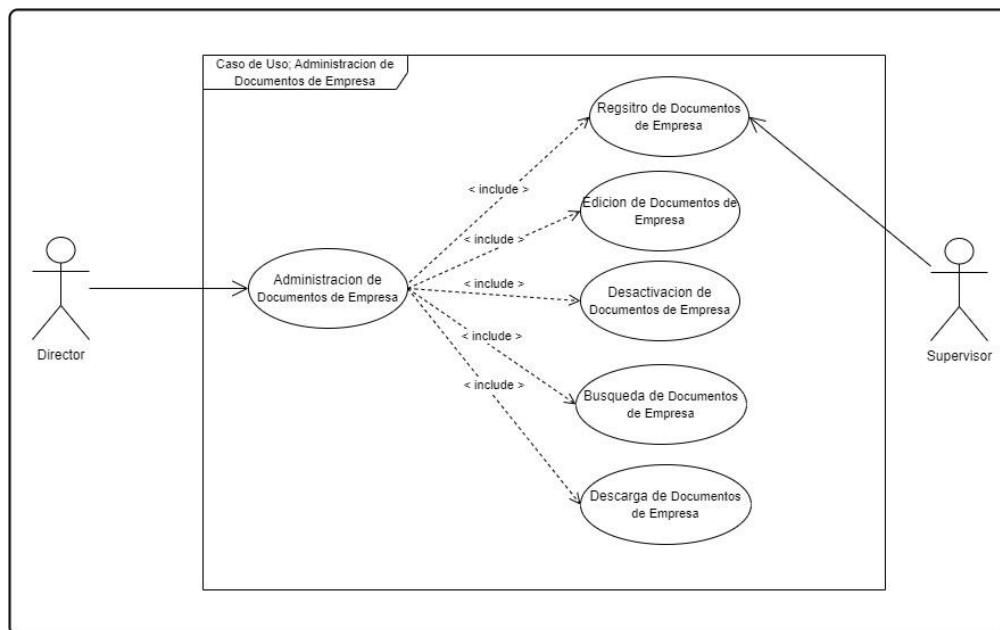 Caso de Uso; Administracion de
Documentos de Empresa
Regsitro de Documentos
de Empresa
< include >
Edicion de Documentos de
Empresa
< include >
Administracion de
Documentos de Empresa
< include >
Desactivacion de
Documentos de Empresa
Director
Supervisor
< include >
Busqueda de Documentos
de Empresa
< include >
Descarga de Documentos
de Empresa